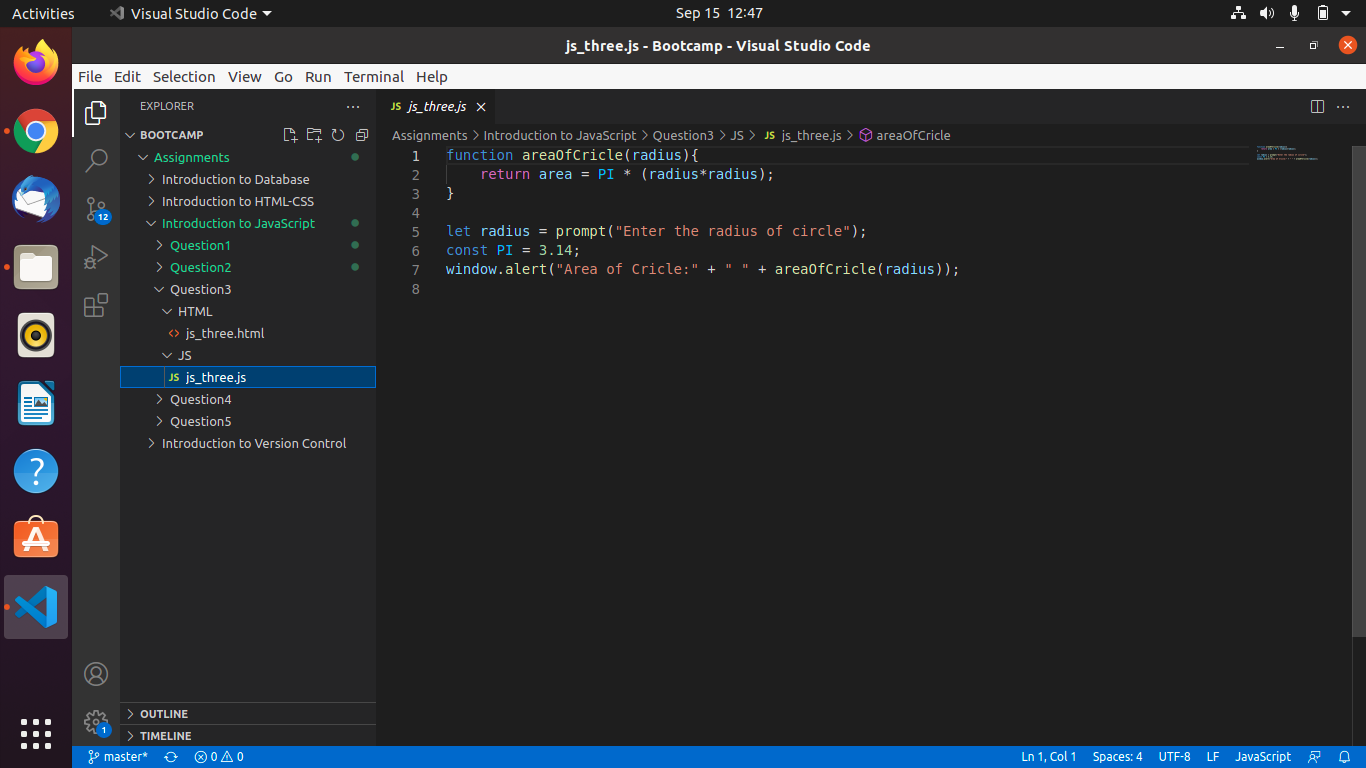 Activities Visual Studio Code Sep 15 12:47
js_three.js - Bootcamp - Visual Studio Code
File Edit Selection View Go Run Terminal Help
EXPLORER
BOOTCAMP
Assignments
Introduction to Database
Introduction to HTML-CSS
Introduction to JavaScript
Question1
Question2
Question3
HTML
js_three.html
JS
JS js_three.js
Question4
Question5
Introduction to Version Control
OUTLINE
TIMELINE
12
1
JS js_three.js
Assignments > Introduction to JavaScript > Question3 > JS > JS js_three.js > areaOfCricle
1 function areaOfCricle(radius){
2     return area = PI * (radius*radius);
3 }
4
5 let radius = prompt("Enter the radius of circle");
6 const PI = 3.14;
7 window.alert("Area of Cricle:" + " " + areaOfCricle(radius));
8
master* 0 0 Ln 1, Col 1 Spaces: 4 UTF-8 LF JavaScript